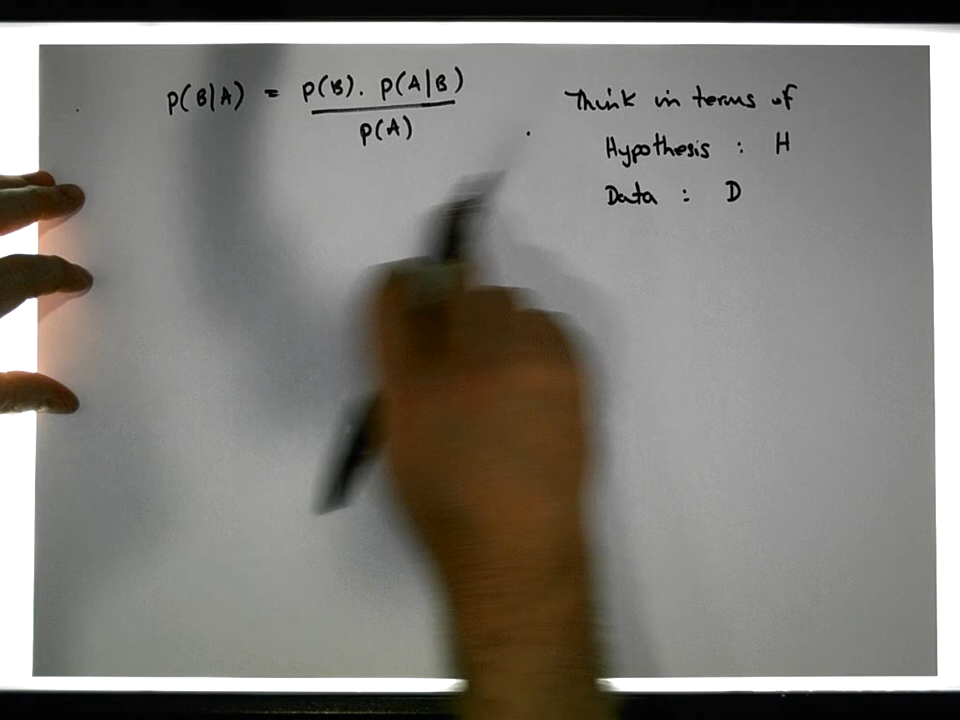 p(B|A) = p(B). p(A|B) / p(A)
Think in terms of
Hypothesis : H
Data : D